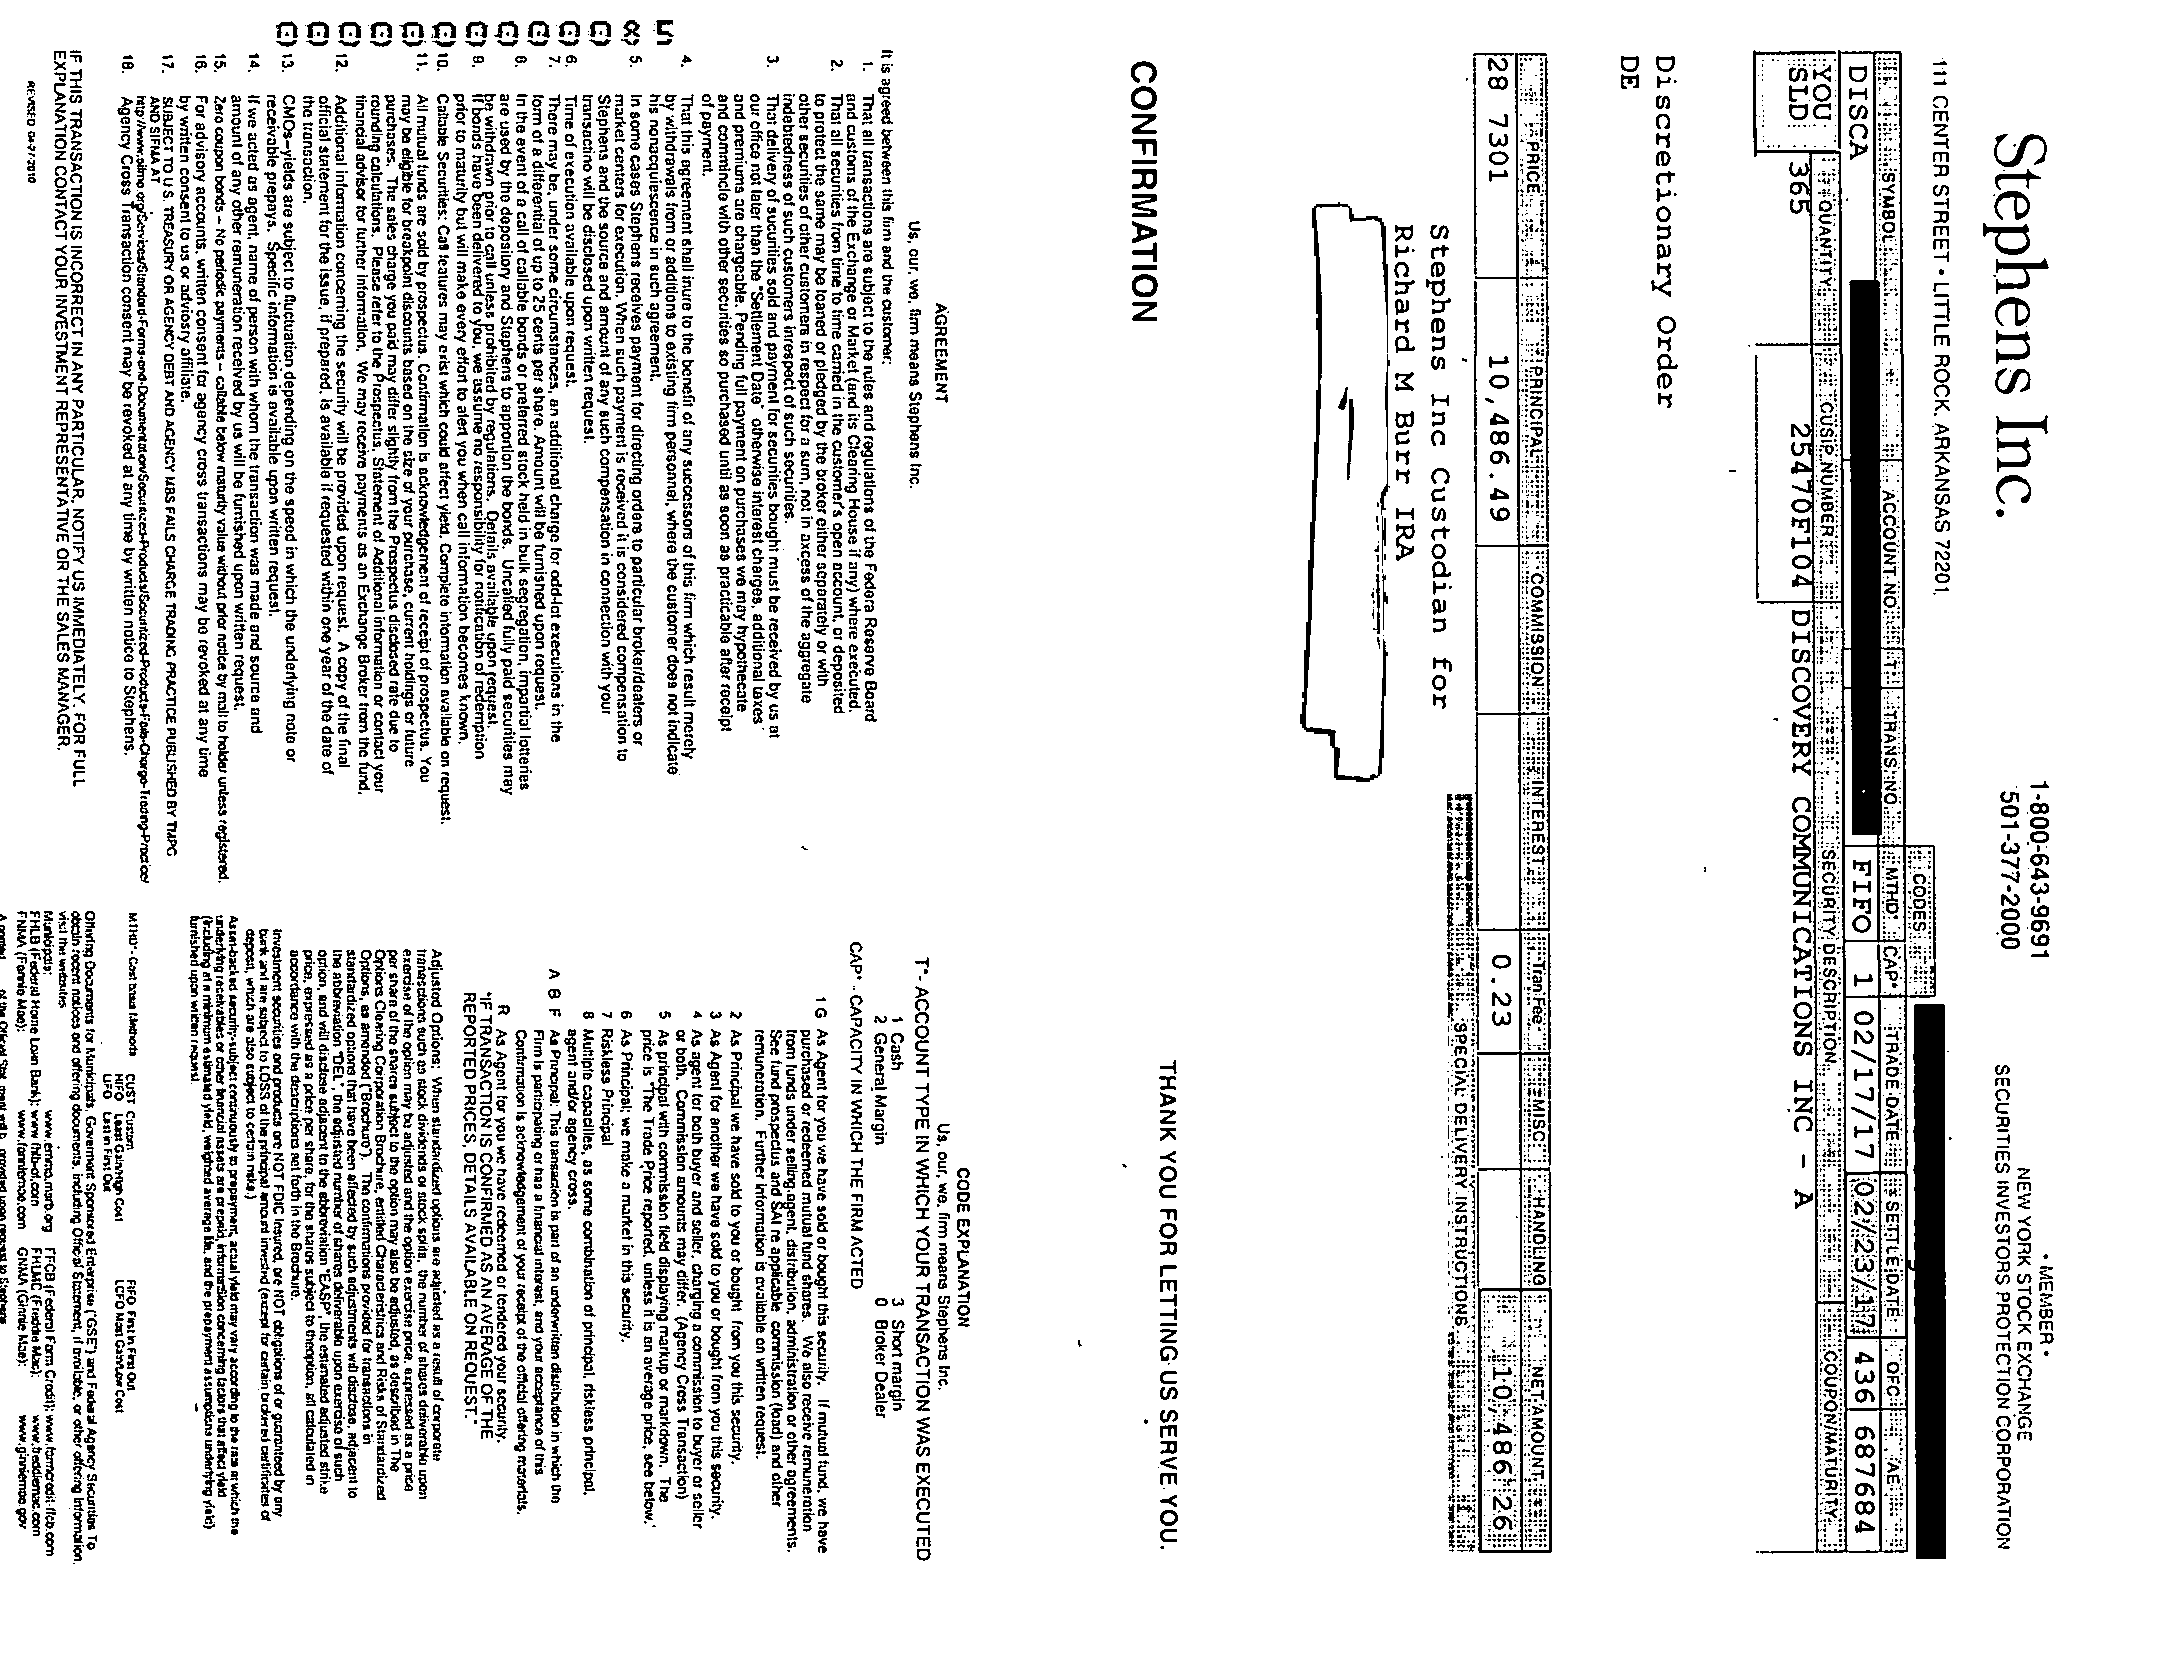 Stephens Inc.
111 CENTER STREET • LITTLE ROCK, ARKANSAS 72201
1-800-643-9691
501-377-2000
• MEMBER •
NEW YORK STOCK EXCHANGE
SECURITIES INVESTORS PROTECTION CORPORATION
CODES
SYMBOL ACCOUNT NO. T* TRANS NO. MTHD* CAP* TRADE DATE SETTLE DATE OFC AE
DISCA FIFO 1 02/17/17 02/23/17 436 687684
YOU SLD
QUANTITY CUSIP NUMBER SECURITY DESCRIPTION COUPON/MATURITY
365 25470F104 DISCOVERY COMMUNICATIONS INC - A
Discretionary Order
DE
PRICE PRINCIPAL COMMISSION INTEREST Tran Fee MISC. HANDLING NET AMOUNT
28 7301 10,486.49 0.23 10,486 26
SPECIAL DELIVERY INSTRUCTIONS
Stephens Inc Custodian for
Richard M Burr IRA
CONFIRMATION
THANK YOU FOR LETTING US SERVE YOU.
AGREEMENT
Us, our, we, firm means Stephens Inc.
It is agreed between this firm and the customer:
1. That all transactions are subject to the rules and regulations of the Federa Reserve Board
and customs of the Exchange or Market (and its Clearing House if any) where executed.
2. That all securities from time to time carried in the customer's open account, or deposited
to protect the same may be loaned or pledged by the broker either separately or with
other securities of other customers in respect for a sum, not in axcess of the aggregate
indebtedness of such customers irrespect of such securities.
3. That delivery of securities sold and payment for securities bought must be received by us at
our office not later than the "Settlement Date" otherwise interest charges, additional taxes
and premiums are chargeable. Pending full payment on purchases we may hypothecate
and commincle with other securities so purchased until as soon as practicable after receipt
of payment.
4. That this agreement shall inure to the benefit of any successors of this firm which result merely
by withdrawals from or additions to existing firm personnel, where the customer does not indicate
his nonacquiescence in such agreement.
5. In some cases Stephens receives payment for directing orders to particular broker/dealers or
market centers for execution. When such payment is received it is considered compensation to
Stephens and the source and amount of any such compensation in connection with your
transactino will be disclosed upon written request.
6. Time of execution available upon request.
7. There may be, under some circumstances, an additional charge for odd-lot executions in the
form of a differential of up to 25 cents per share. Amount will be furnished upon request.
8. In the event of a call of callable bonds or preferred stock held in bulk segregation, impartial lotteries
are used by the depository and Stephens to apportion the bonds. Uncalled fully paid securities may
be withdrawn prior to call unless prohibited by regulations. Details available upon request.
9. If bonds have been delivered to you, we assume no responsibility for notification of redemption
prior to maturity but will make every effort to alert you when call information becomes known.
10. Callable Securities: Call features may exist which could affect yield. Complete information available on request.
11. All mutual funds are sold by prospectus. Confirmation is acknowledgement of receipt of prospectus. You
may be eligible for breakpoint discounts based on the size of your purchase, current holdings or future
purchases. The sales charge you paid may differ slightly from the Prospectus disclosed rate due to
rounding calculations. Please refer to the Prospectus, Statement of Additional information or contact your
financial advisor for further information. We may receive payments as an Exchange Broker from the fund.
12. Additional information concerning the security will be provided upon request. A copy of the final
official statement for the issue, if prepared, is available if requested within one year of the date of
the transaction.
13. CMOs–yields are subject to fluctuation depending on the speed in which the underlying note or
receivable prepays. Specific information is available upon written request.
14. If we acted as agent, name of person with whom the transaction was made and source and
amount of any other remuneration received by us will be furnished upon written request.
15. Zero coupon bonds – No periodic payments – callable below maturity value without prior notice by mail to holder unless registered.
16. For advisory accounts, written consent for agency cross transactions may be revoked at any time
by written consent to us or adviosry affiliate.
17. SUBJECT TO U.S. TREASURY OR AGENCY DEBT AND AGENCY MBS FAILS CHARGE TRADING PRACTICE PUBLISHED BY TMPG
AND SIFMA AT
18. Agency Cross Transaction consent may be revoked at any time by written notice to Stephens.
IF THIS TRANSACTION IS INCORRECT IN ANY PARTICULAR, NOTIFY US IMMEDIATELY. FOR FULL
EXPLANATION CONTACT YOUR INVESTMENT REPRESENTATIVE OR THE SALES MANAGER.
REVISED 04/27/2010
CODE EXPLANATION
Us, our, we, firm means Stephens Inc.
T* - ACCOUNT TYPE IN WHICH YOUR TRANSACTION WAS EXECUTED
1 Cash 3 Short margin
2 General Margin 0 Broker Dealer
CAP* - CAPACITY IN WHICH THE FIRM ACTED
1 G As Agent for you we have sold or bought this security. If mutual fund, we have
purchased or redeemed mutual fund shares. We also receive remuneration
from funds under selling agent, distribution, administration or other agreements.
See fund prospectus and SAI re applicable commission (load) and other
remuneration. Further information is available on written request.
2 As Principal we have sold to you or bought from you this security.
3 As Agent for another we have sold to you or bought from you this security.
4 As agent for both buyer and seller, charging a commission to buyer or seller
or both. Commission amounts may differ. (Agency Cross Transaction)
5 As principal with commission field displaying markup or markdown. The
price is "The Trade Price reported, unless it is an average price, see below."
6 As Principal; we make a market in this security.
7 Riskless Principal
8 Multiple capacities, as some combination of principal, riskless principal,
agent and/or agency cross.
A B F As Principal: This transaction is part of an underwritten distribution in which the
Firm is participating or has a financial interest, and your acceptance of this
Confirmation is acknowledgement of your receipt of the official offering materials.
R As Agent for you we have redeemed or tendered your security.
"IF TRANSACTION IS CONFIRMED AS AN AVERAGE OF THE
REPORTED PRICES, DETAILS AVAILABLE ON REQUEST."
Adjusted Options: When standardized options are adjusted as a result of corporate
transactions such as stock dividends or stock splits, the number of shares deliverable upon
exercise of the option may be adjusted and the option exercise price, expressed as a price
per share of the shares subject to the option may also be adjusted, as described in The
Options Clearing Corporation Brochure, entitled Characteristics and Risks of Standardized
Options, as amended ("Brochure"). The confirmations provided for transactions in
standardized options that have been affected by such adjustments will disclose, adjacent to
the abbreviation "DEL", the adjusted number of shares deliverable upon exercise of such
option, and will disclose adjacent to the abbreviation "EASP", the estimated adjusted strike
price, expressed as a price per share, for the shares subject to theoption, all calculated in
accordance with the descriptions set forth in the Brochure.
Investment securities and products are NOT FDIC Insured, are NOT obligations of or guaranteed by any
bank and are subject to LOSS of the principal amount invested (except for certain brokered certificates of
deposit, which are also subject to certain risks.)
Asset-backed security-subject continuously to prepayment, actual yield may vary according to the rate at which the
underlying receivables or other financial assets are repaid, information concerning factors that affect yield
(including at a minimum estimated yield, weighted average life, and the prepayment assumptions underlying yield)
furnished upon written request.
MTHD* - Cost basis Methods CUST Custom FIFO First in First Out
HIFO Least Gain/High Cost LCFO Most Gain/Low Cost
LIFO Last in First Out
Offering Documents for Municipals, Government Sponsored Enterprise ("GSE") and Federal Agency Securities To
obtain recent notices and offering documents, including Official Statement, if available, or other offering information,
visit the websites
Municipals: www.emma.msrb.org FFCB (Federal Farm Credit):
FHLB (Federal Home Loan Bank): www.fhlb-of.com FHLMC (Freddie Mac): www.freddiemac.com
FNMA (Fannie Mae): www.fanniemae.com GNMA (Ginnie Mae): www.ginniemae.gov